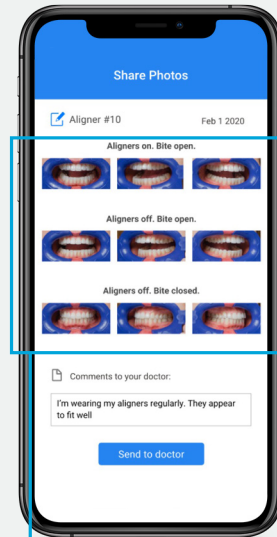 Share Photos
Aligner #10
Feb 1 2020
Aligners on. Bite open.
Aligners off. Bite open.
Aligners off. Bite closed.
Comments to your doctor:
I'm wearing my aligners regularly. They appear
to fit well
Send to doctor